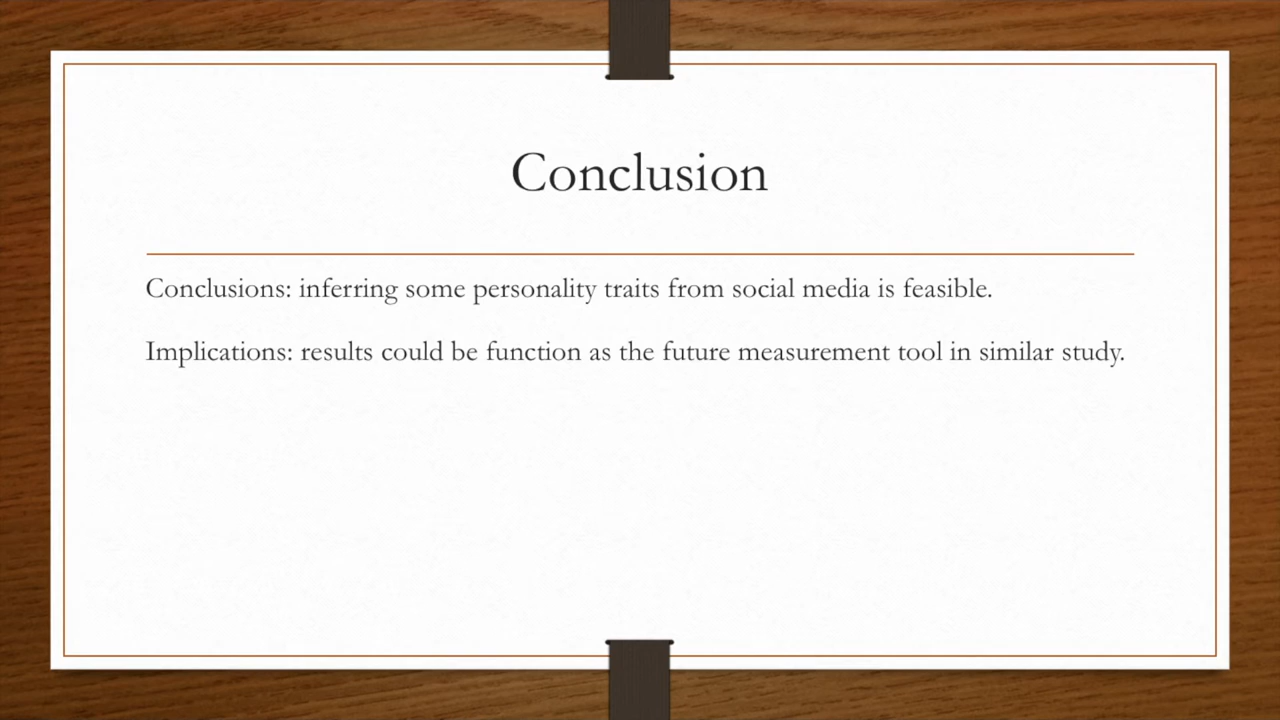 Conclusion
Conclusions: inferring some personality traits from social media is feasible.
Implications: results could be function as the future measurement tool in similar study.